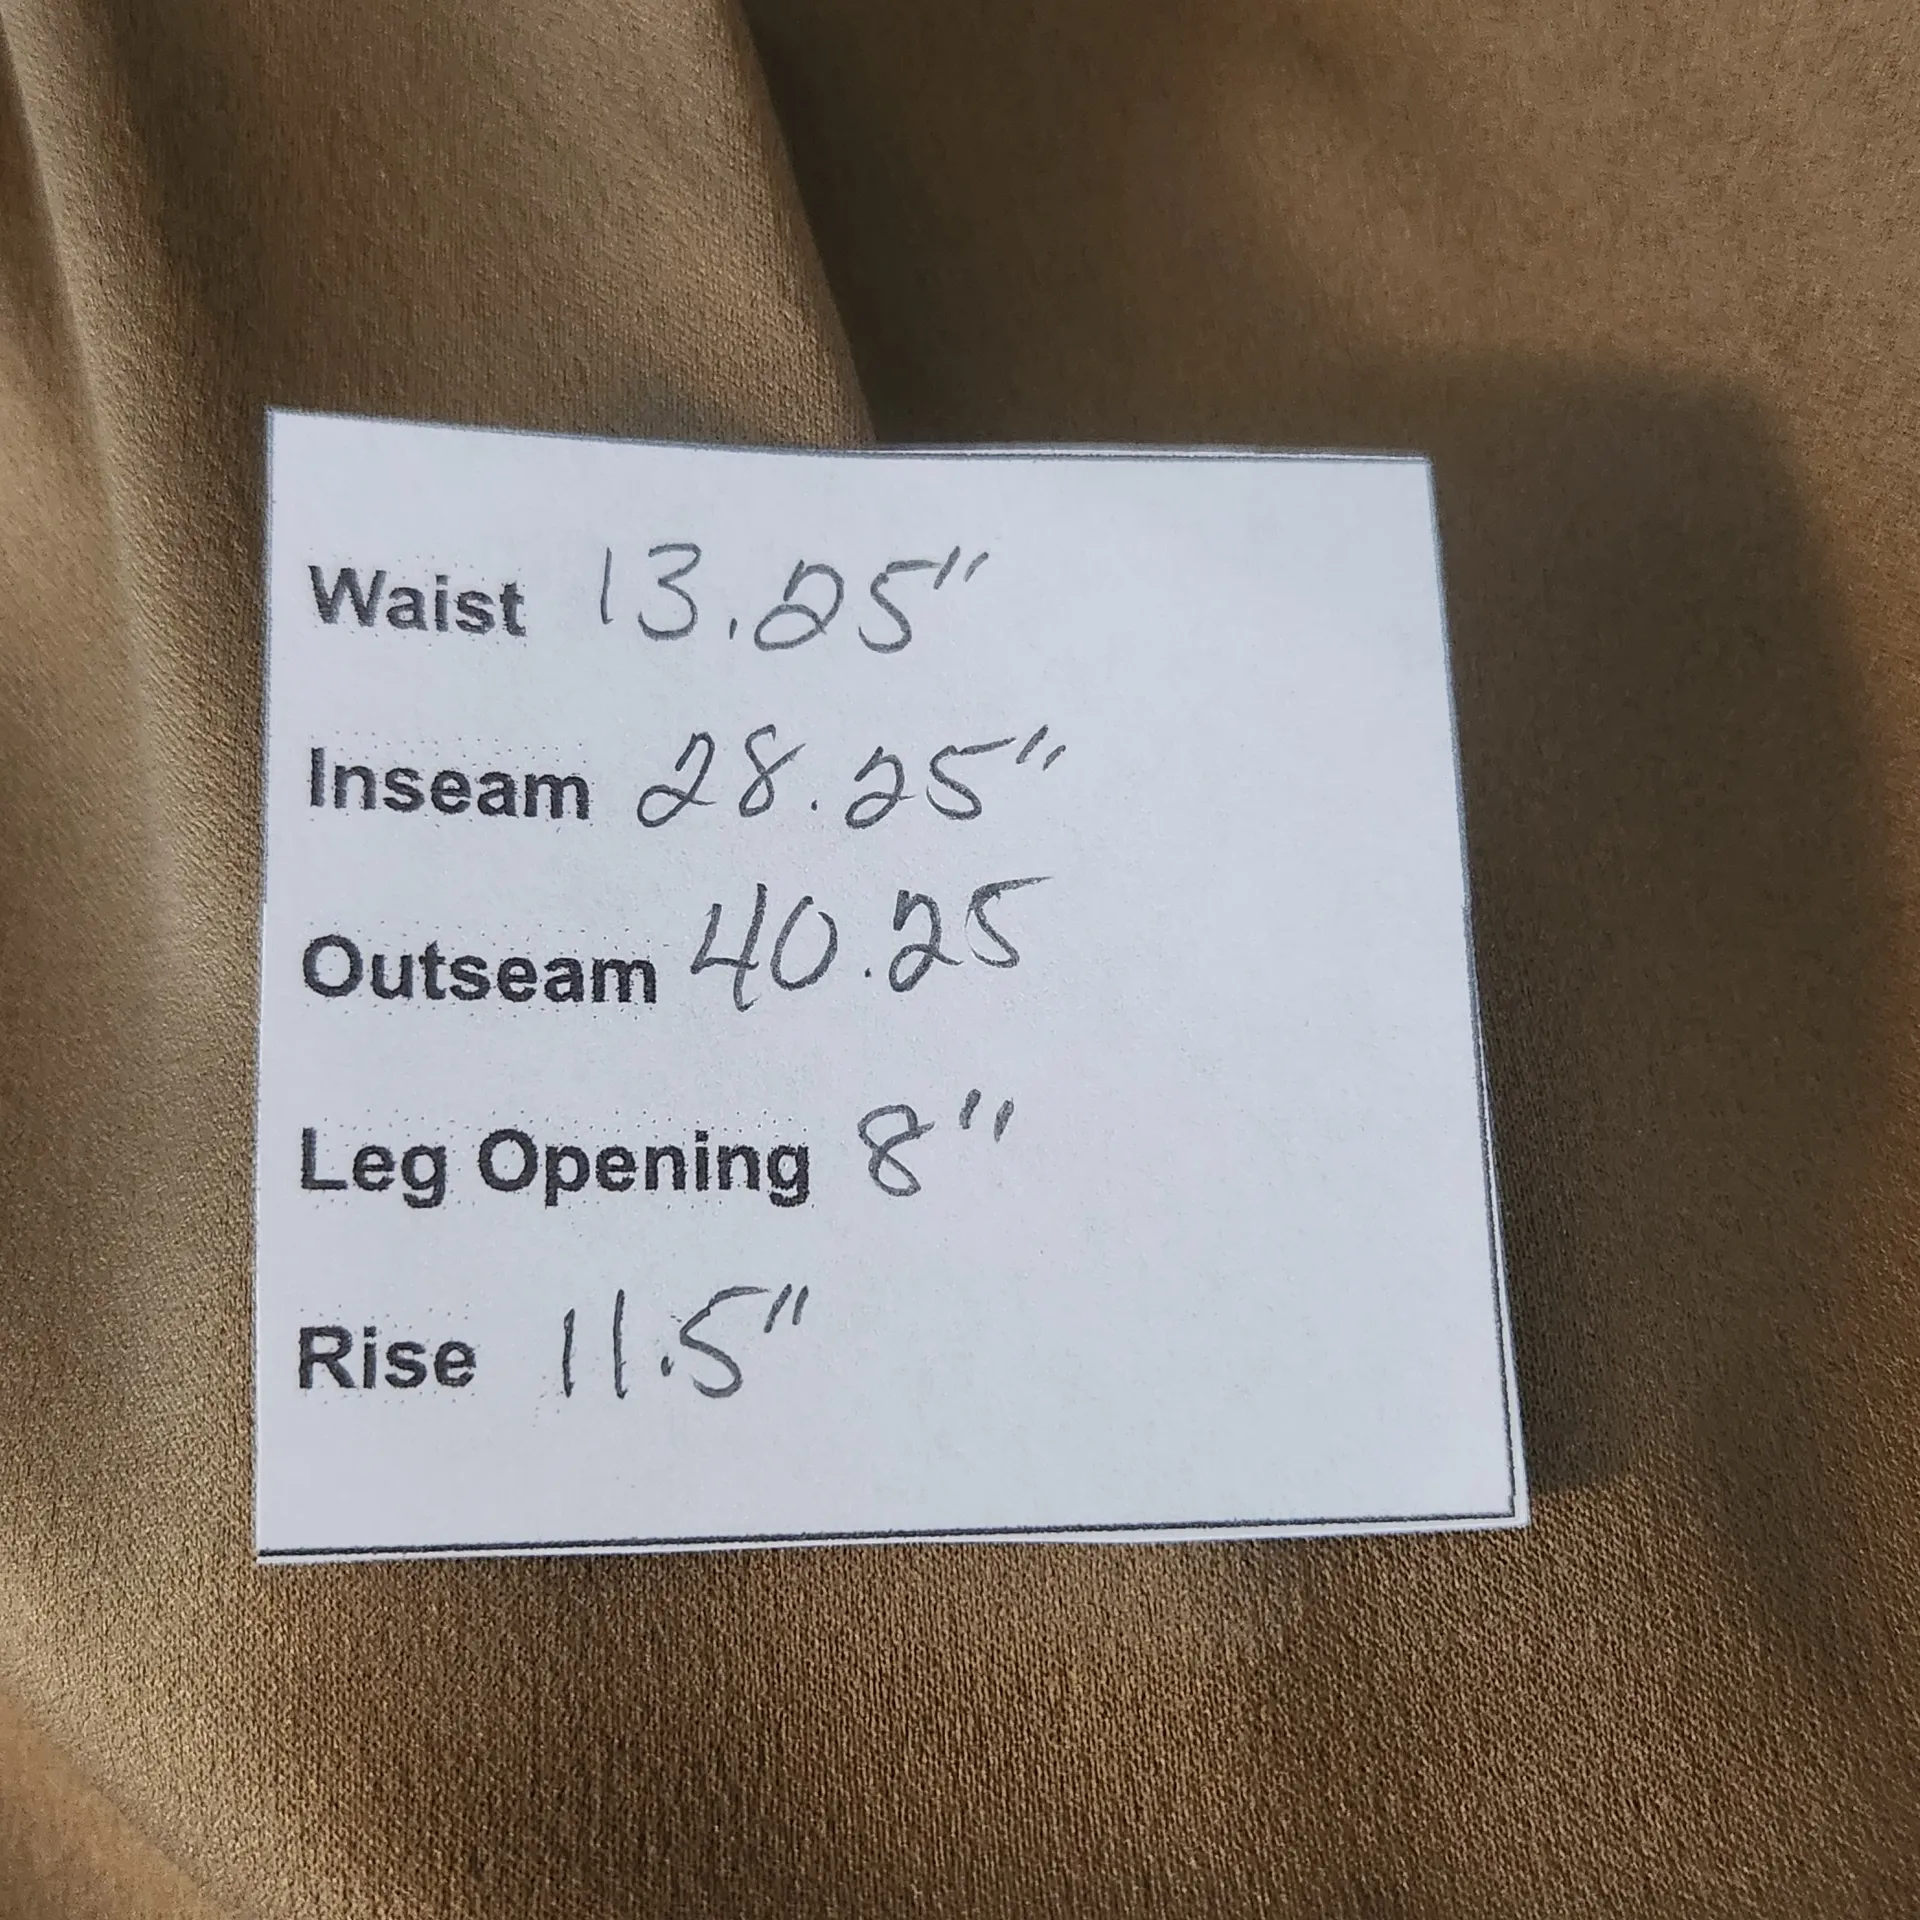 Waist 13.25"
Inseam 28.25"
Outseam 40.25
Leg Opening 8"
Rise 11.5"